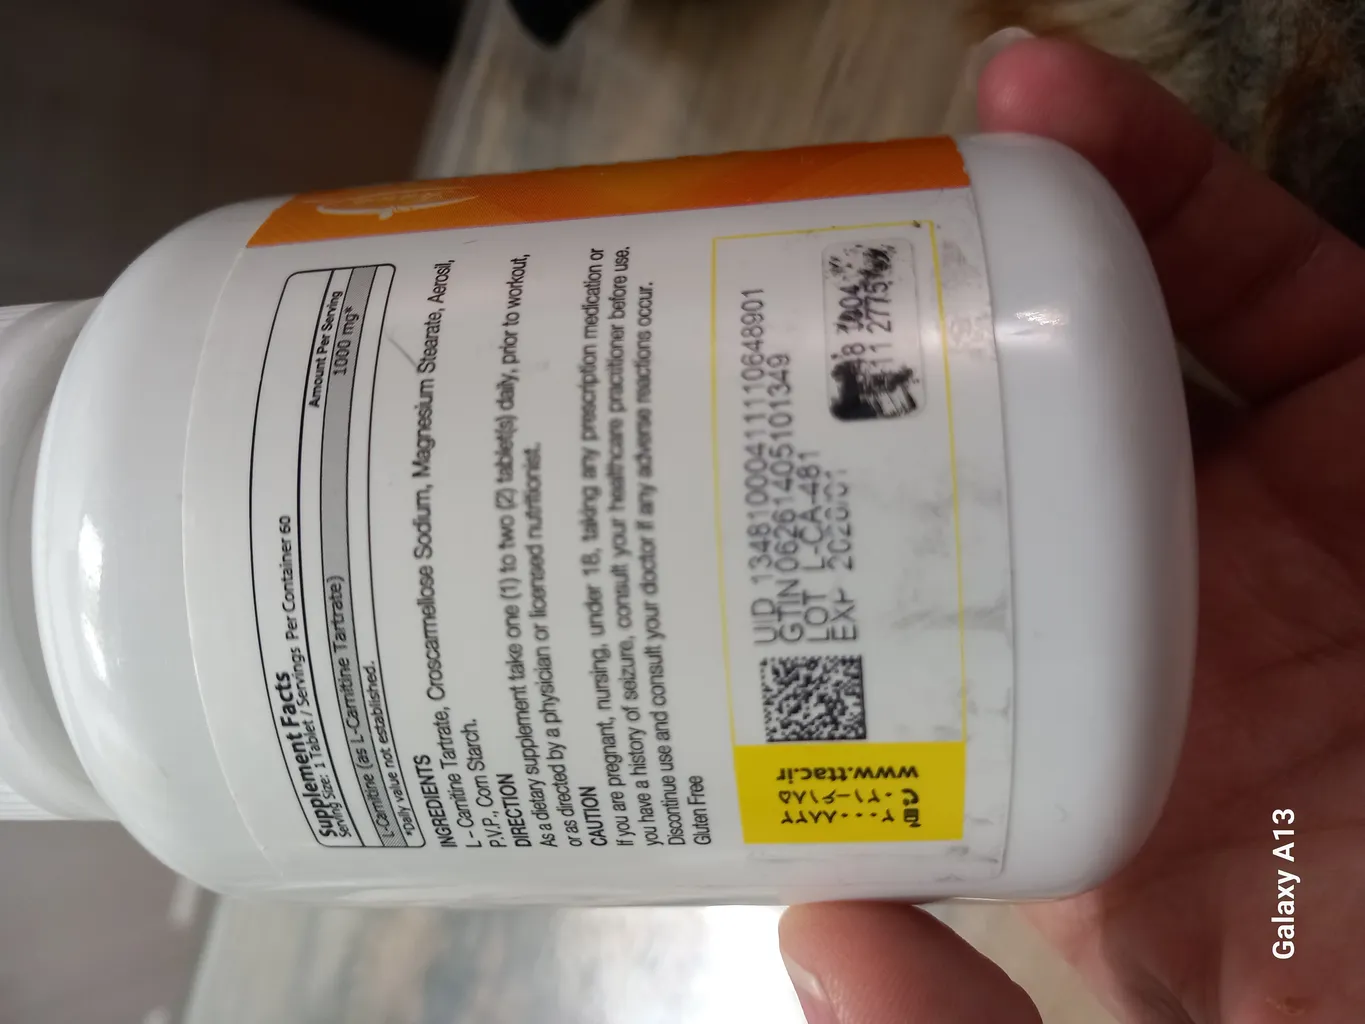 Supplement Facts
Serving Size: 1 Tablet / Servings Per Container 60
Amount Per Serving
L-Carnitine (as L-Carnitine Tartrate) 1000 mg*
*Daily value not established.
INGREDIENTS
L - Carnitine Tartrate, Croscarmellose Sodium, Magnesium Stearate, Aerosil,
P.V.P., Corn Starch.
DIRECTION
As a dietary supplement take one (1) to two (2) tablet(s) daily, prior to workout,
or as directed by a physician or licensed nutritionist.
CAUTION
If you are pregnant, nursing, under 18, taking any prescription medication or
you have a history of seizure, consult your healthcare practitioner before use.
Discontinue use and consult your doctor if any adverse reactions occur.
Gluten Free
www.ttac.ir
UID 13481000411110648901
GTIN 06261405101349
LOT L-CA-481
EXP
Galaxy A13